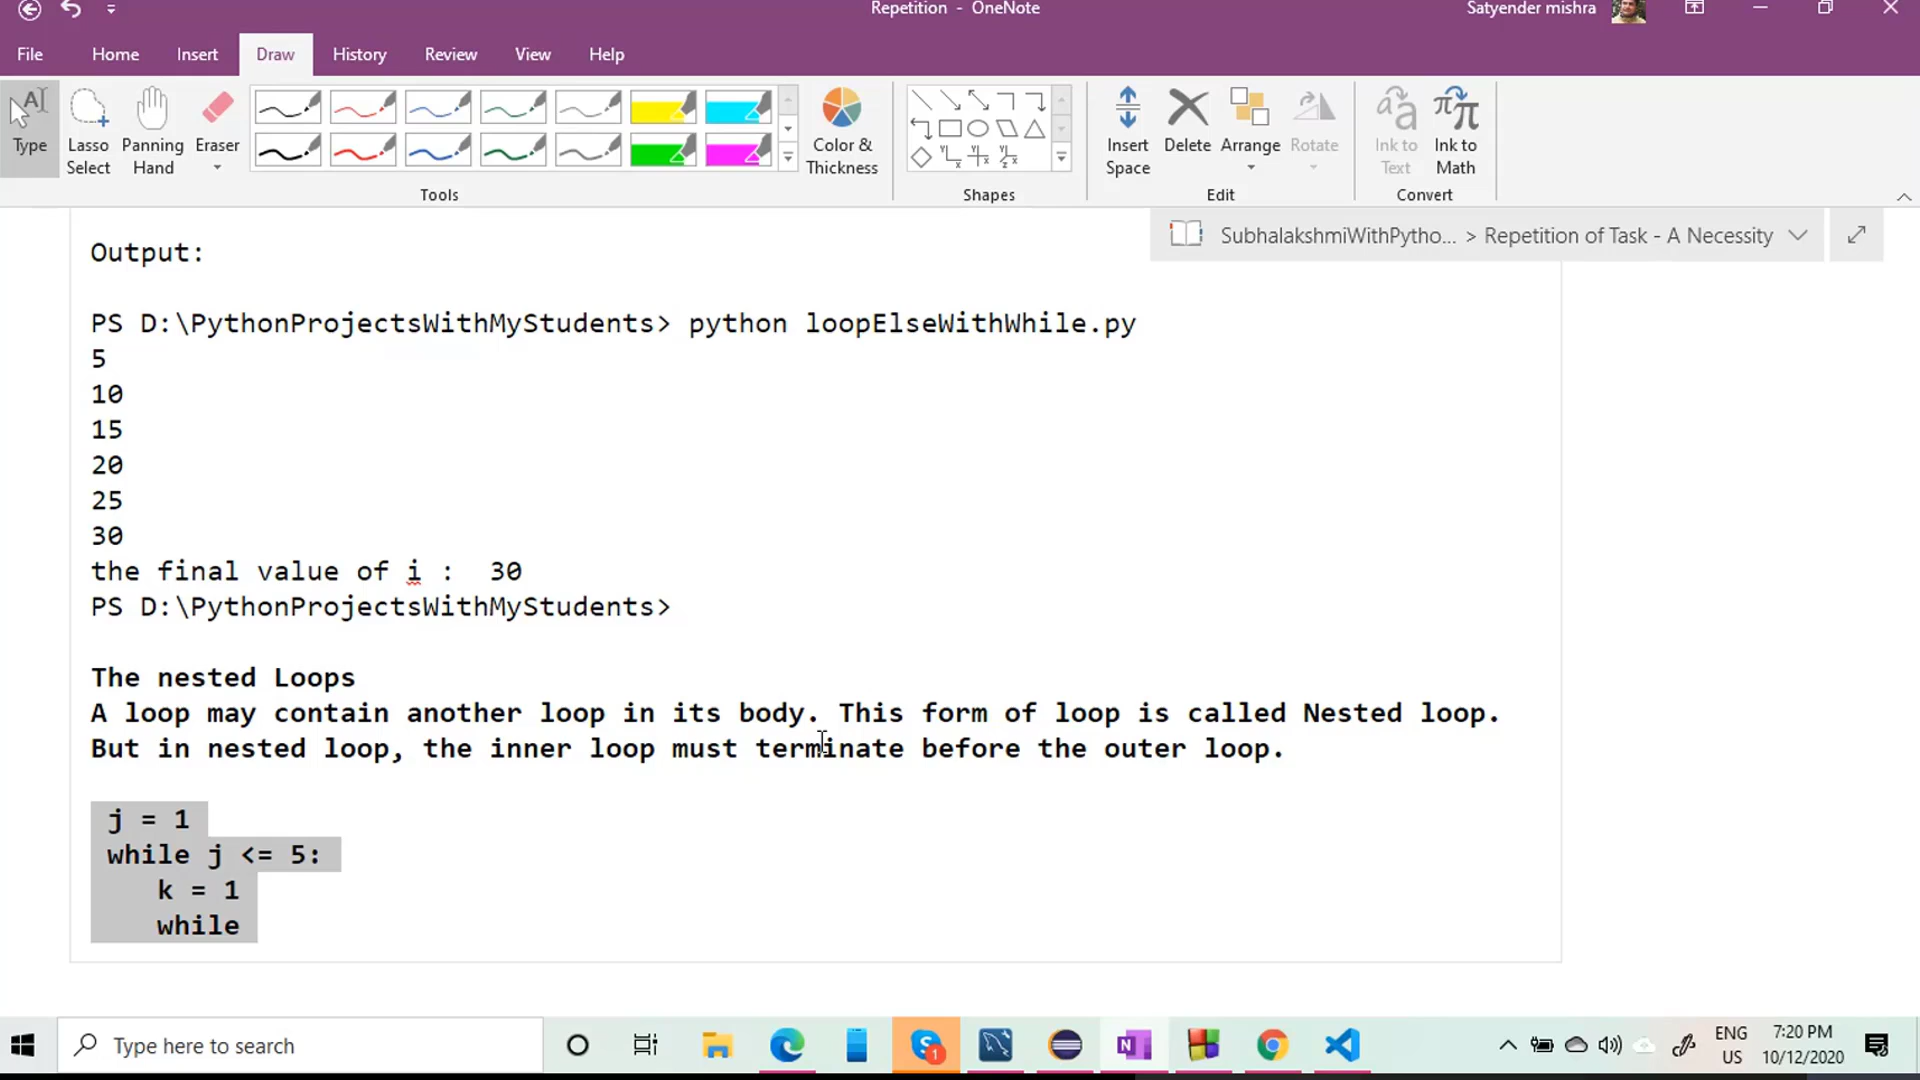 Repetition - OneNote
Satyender mishra
File Home Insert Draw History Review View Help
Type
Lasso Select
Panning Hand
Eraser
Color & Thickness
Insert Space
Delete
Arrange
Rotate
Ink to Text
Ink to Math
Tools
Shapes
Edit
Convert
SubhalakshmiWithPytho... > Repetition of Task - A Necessity
Output:
PS D:\PythonProjectsWithMyStudents> python loopElseWithWhile.py
5
10
15
20
25
30
the final value of i :  30
PS D:\PythonProjectsWithMyStudents>
The nested Loops
A loop may contain another loop in its body. This form of loop is called Nested loop.
But in nested loop, the inner loop must terminate before the outer loop.
j = 1
while j <= 5:
k = 1
while
Type here to search
ENG
US
7:20 PM
10/12/2020